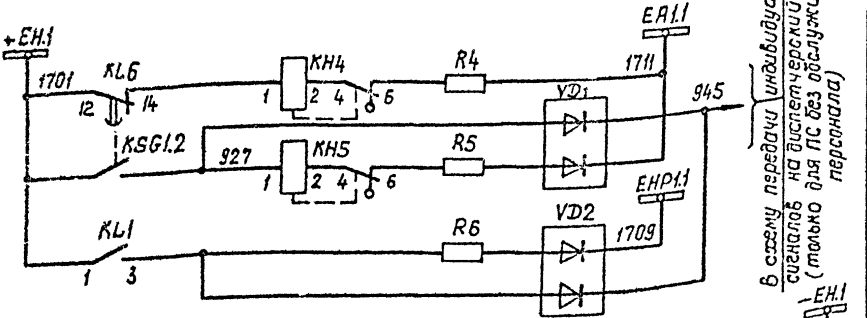 +EH.1
EA1.1
1701
KL6
12
14
1
KH4
2
4
6
R4
1711
VD1
945
KSG1.2
927
1
KH5
2
4
6
R5
EHP1.1
KL1
1
3
R6
VD2
1709
-EH.1
В схему передачи индивидуа
сигналов на диспетчерский
(только для ПС без обслужи
персонала)